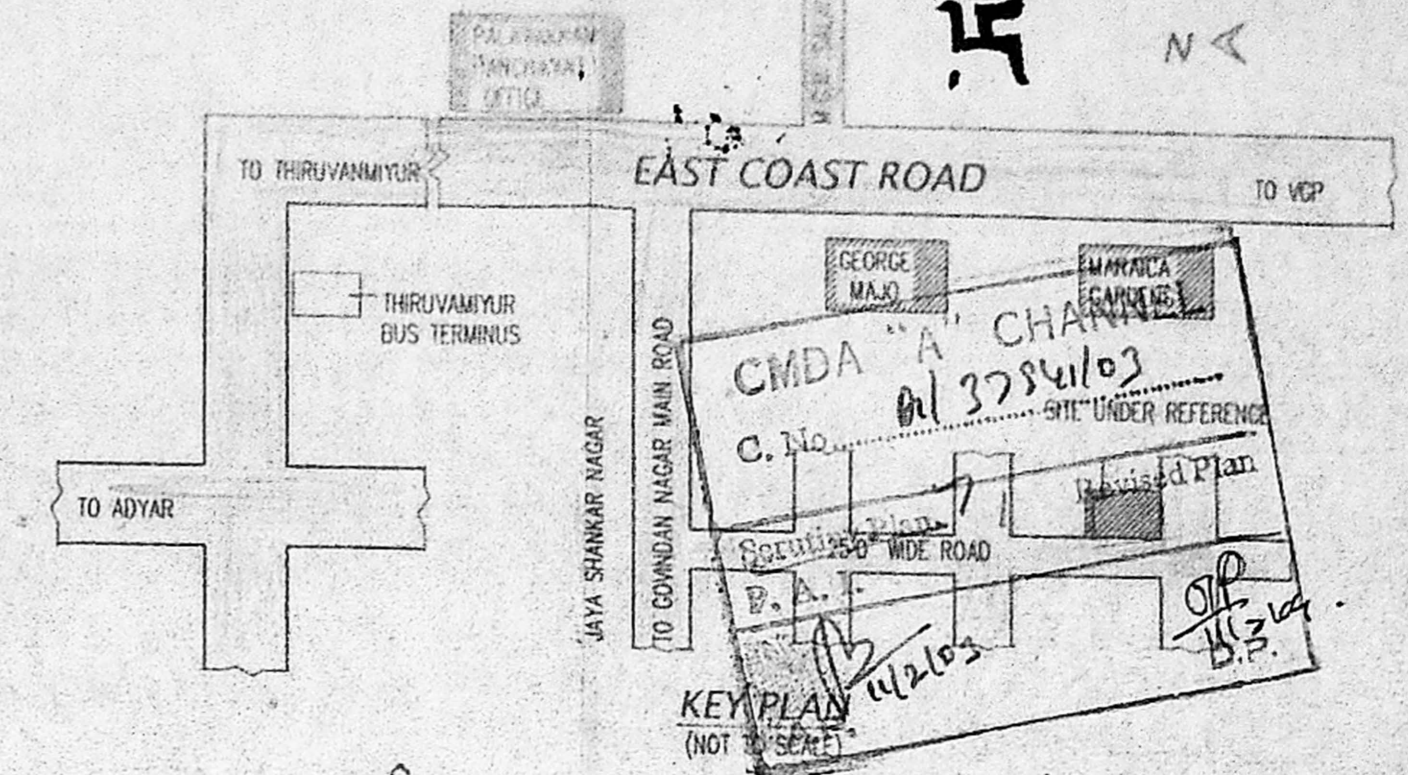 OFFICE
N
TO THIRUVANMIYUR
EAST COAST ROAD
TO VGP
GEORGE
MAJO
MARAICA
GARDENS
THIRUVAMIYUR
BUS TERMINUS
CMDA "A" CHANNEL
C. No.
SITE UNDER REFERENCE
Revised Plan
TO ADYAR
JAYA SHANKAR NAGAR
TO GOVINDAN NAGAR MAIN ROAD
Scrutiny Plan
25'0" WIDE ROAD
P. A. I.
D.P.
KEY PLAN
(NOT TO SCALE)